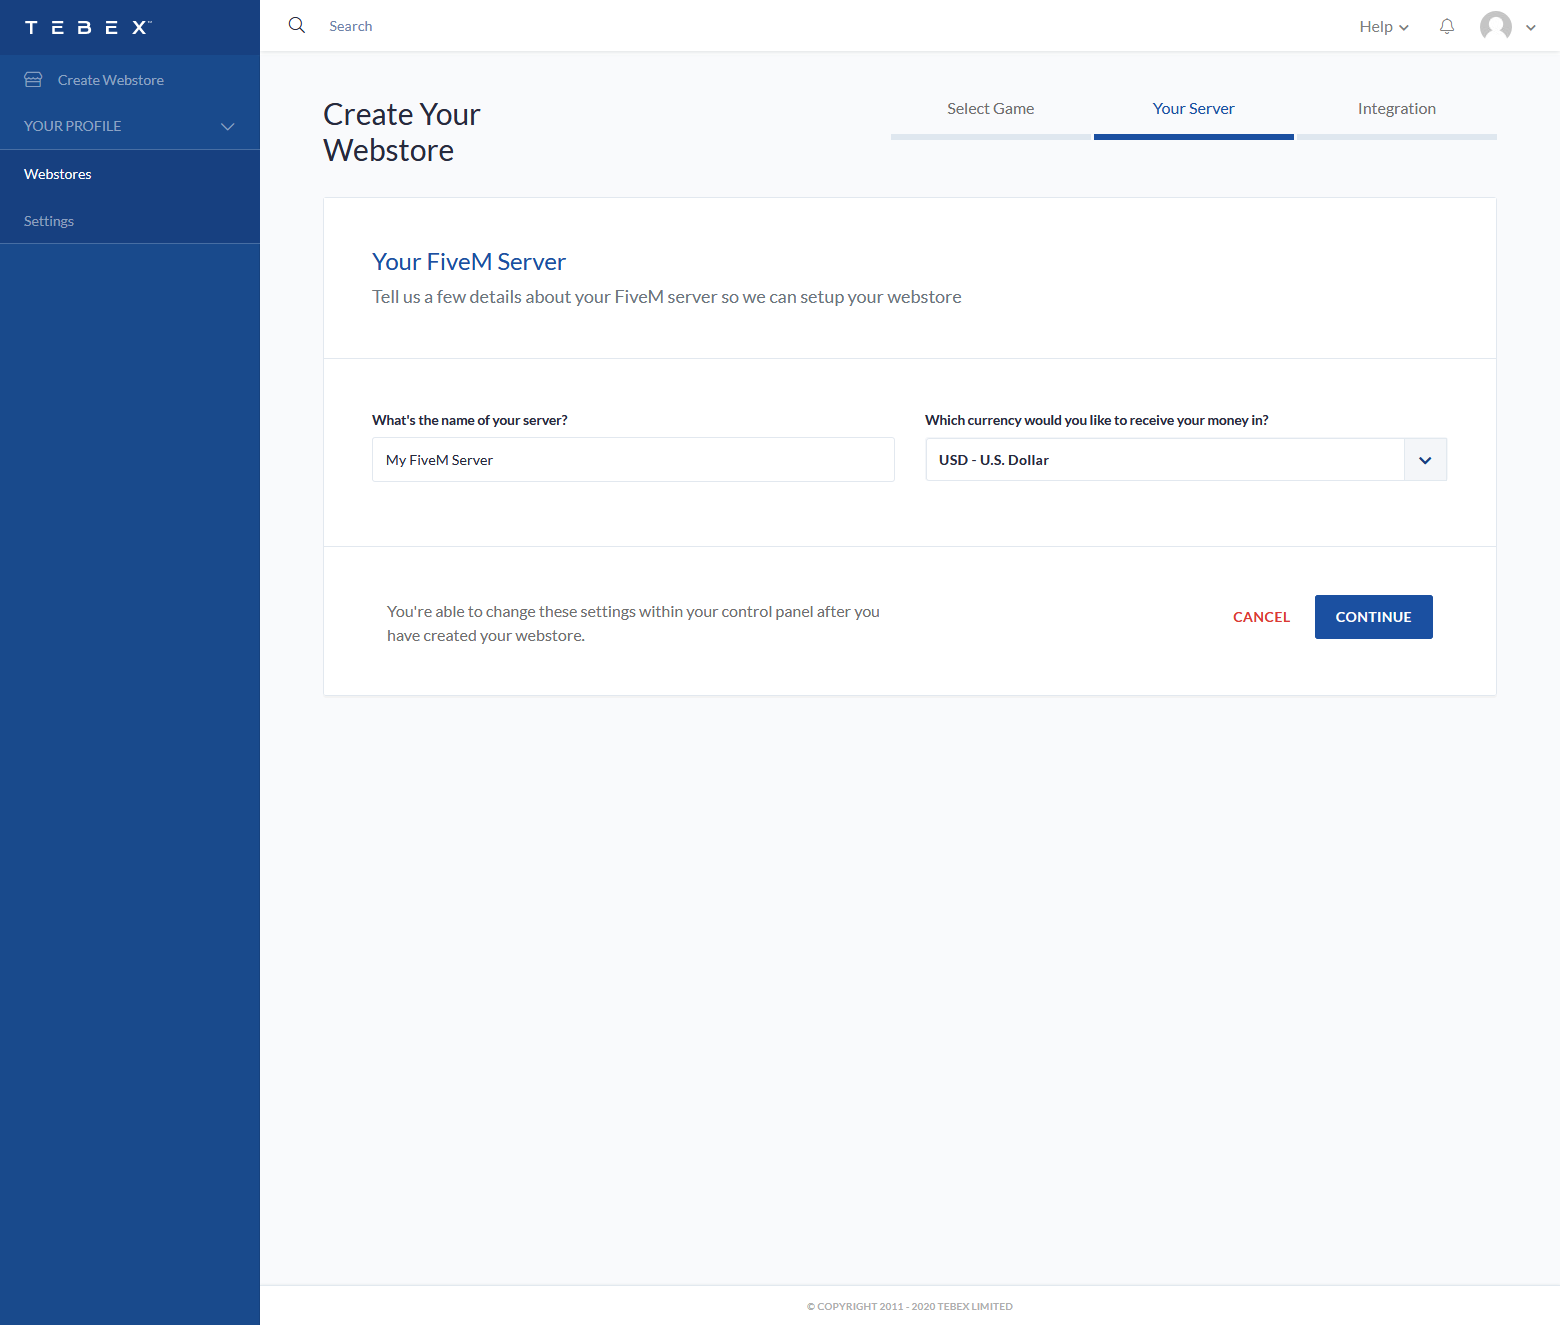 TEBEX™
Search
Help
Create Webstore
YOUR PROFILE
Webstores
Settings
Create Your
Webstore
Select Game
Your Server
Integration
Your FiveM Server
Tell us a few details about your FiveM server so we can setup your webstore
What's the name of your server?
My FiveM Server
Which currency would you like to receive your money in?
USD - U.S. Dollar
You're able to change these settings within your control panel after you
have created your webstore.
CANCEL
CONTINUE
© COPYRIGHT 2011 - 2020 TEBEX LIMITED